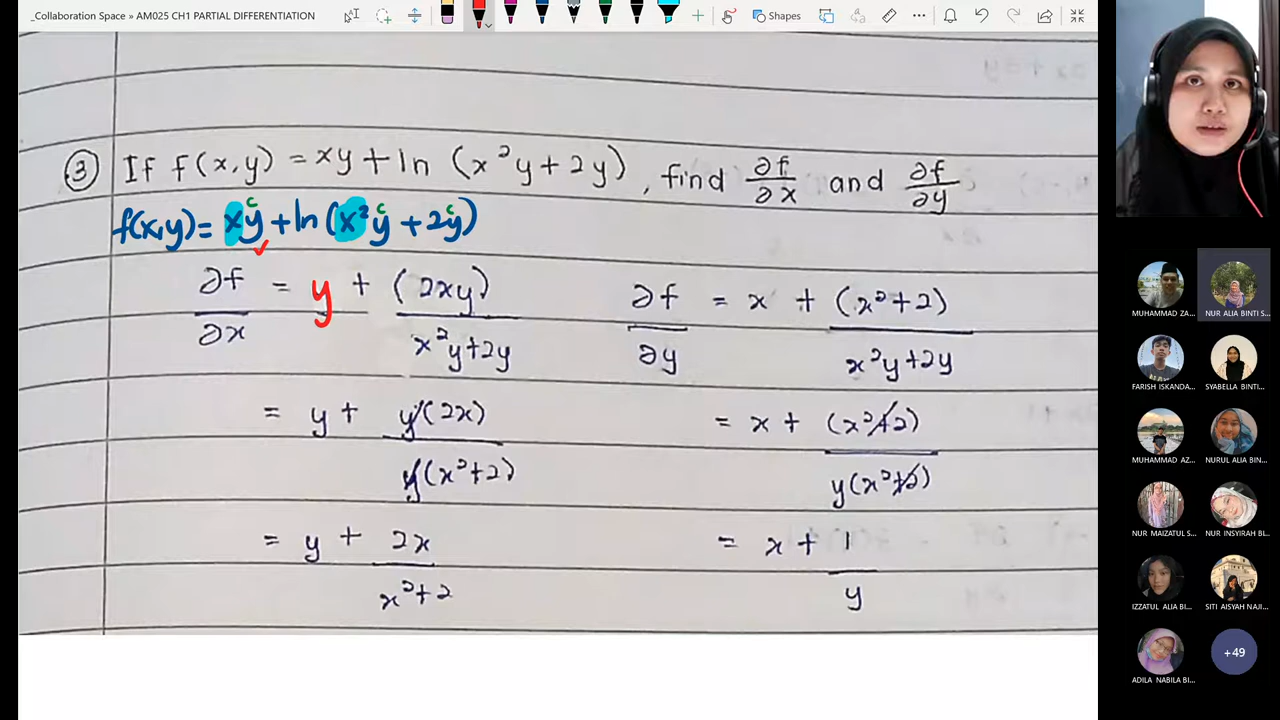 _Collaboration Space » AM025 CH1 PARTIAL DIFFERENTIATION
Shapes
③ If f(x,y) = xy + ln (x²y + 2y), find ∂f/∂x and ∂f/∂y
f(x,y) = xy + ln (x²y + 2y)
c c c
∂f/∂x = y + (2xy)/x²y+2y
= y + y(2x)/y(x²+2)
= y + 2x/x²+2
∂f/∂y = x + (x²+2)/x²y+2y
= x + (x²+2)/y(x²+2)
= x + 1/y
MUHAMMAD ZA...
NUR ALIA BINTI S...
FARISH ISKANDA...
SYABELLA BINTI...
MUHAMMAD AZ...
NURUL ALIA BIN...
NUR MAIZATUL S...
NUR INSYIRAH BI...
IZZATUL ALIA BI...
SITI AISYAH NAJI...
ADILA NABILA BI...
+49